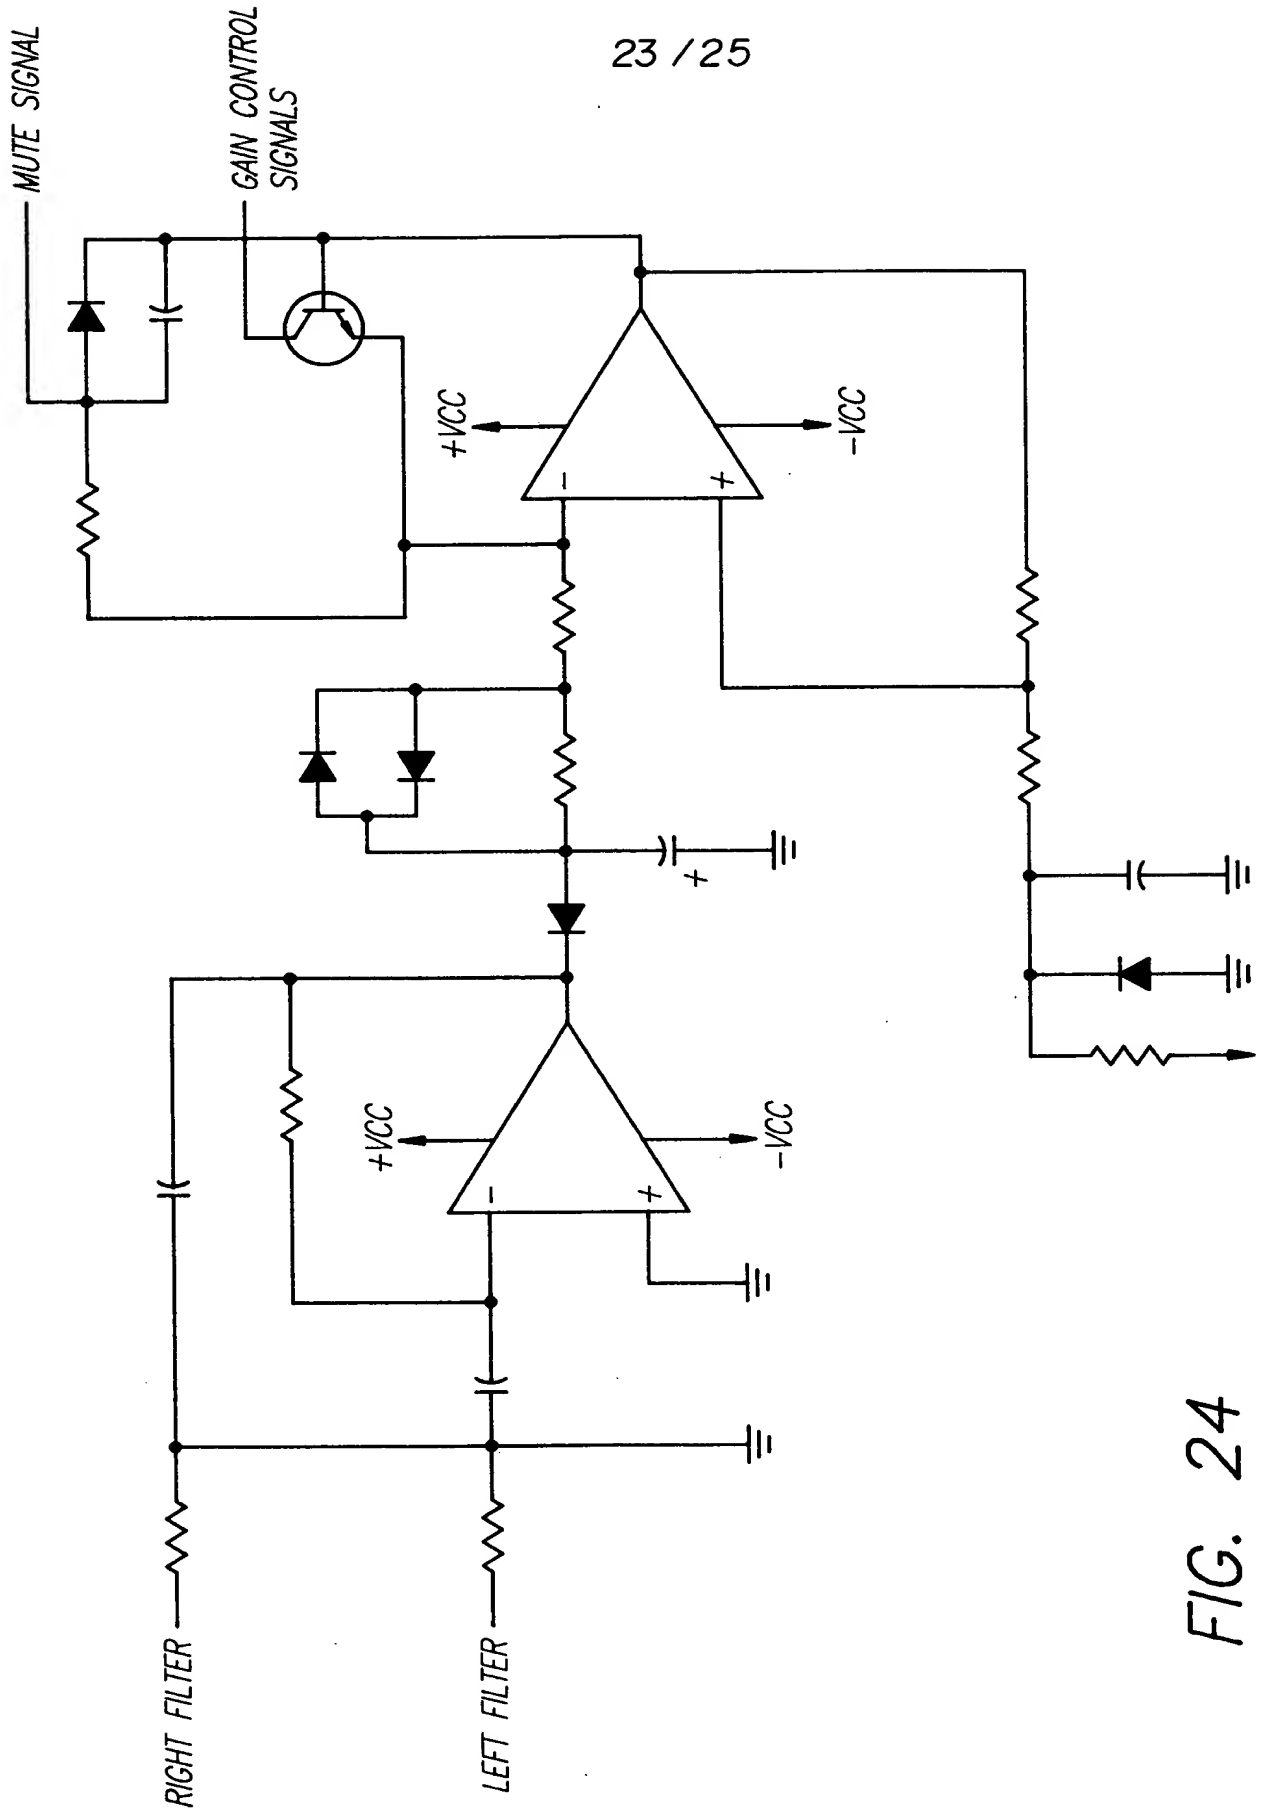 23 / 25
MUTE SIGNAL
GAIN CONTROL
SIGNALS
+VCC
-VCC
-
+
+
+VCC
-VCC
-
+
RIGHT FILTER
LEFT FILTER
FIG. 24